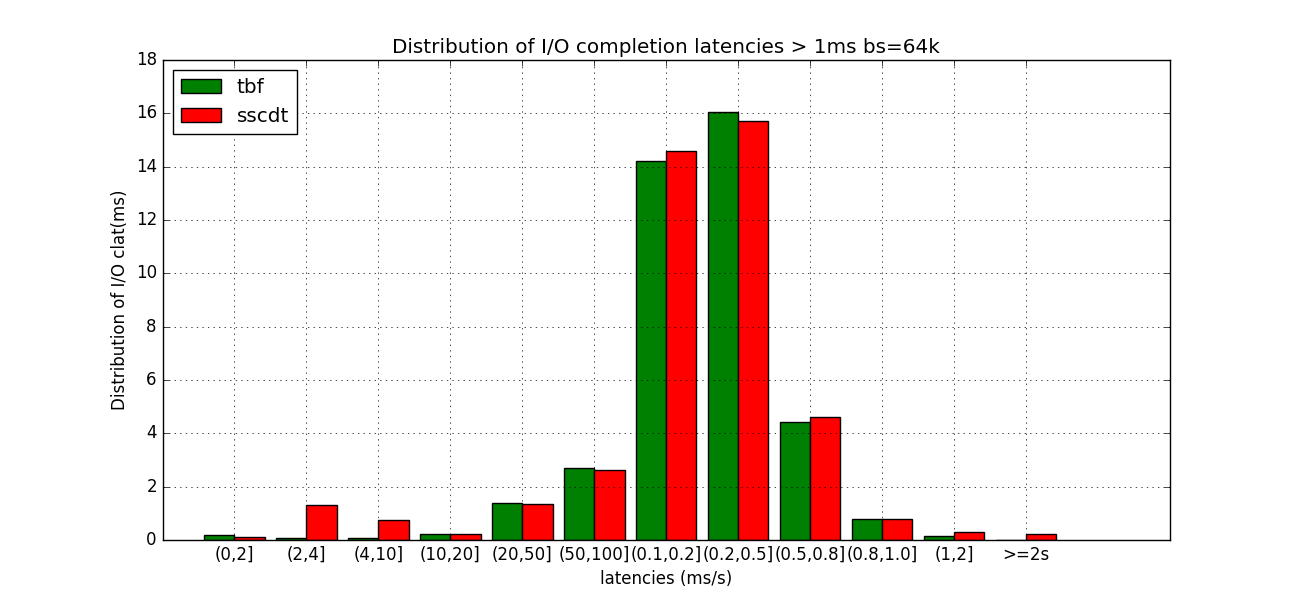 Distribution of I/O completion latencies > 1ms bs=64k
18
16
14
12
10
8
6
4
2
0
Distribution of I/O clat(ms)
tbf
sscdt
(0,2] (2,4] (4,10] (10,20] (20,50] (50,100] (0.1,0.2] (0.2,0.5] (0.5,0.8] (0.8,1.0] (1,2] >=2s
latencies (ms/s)